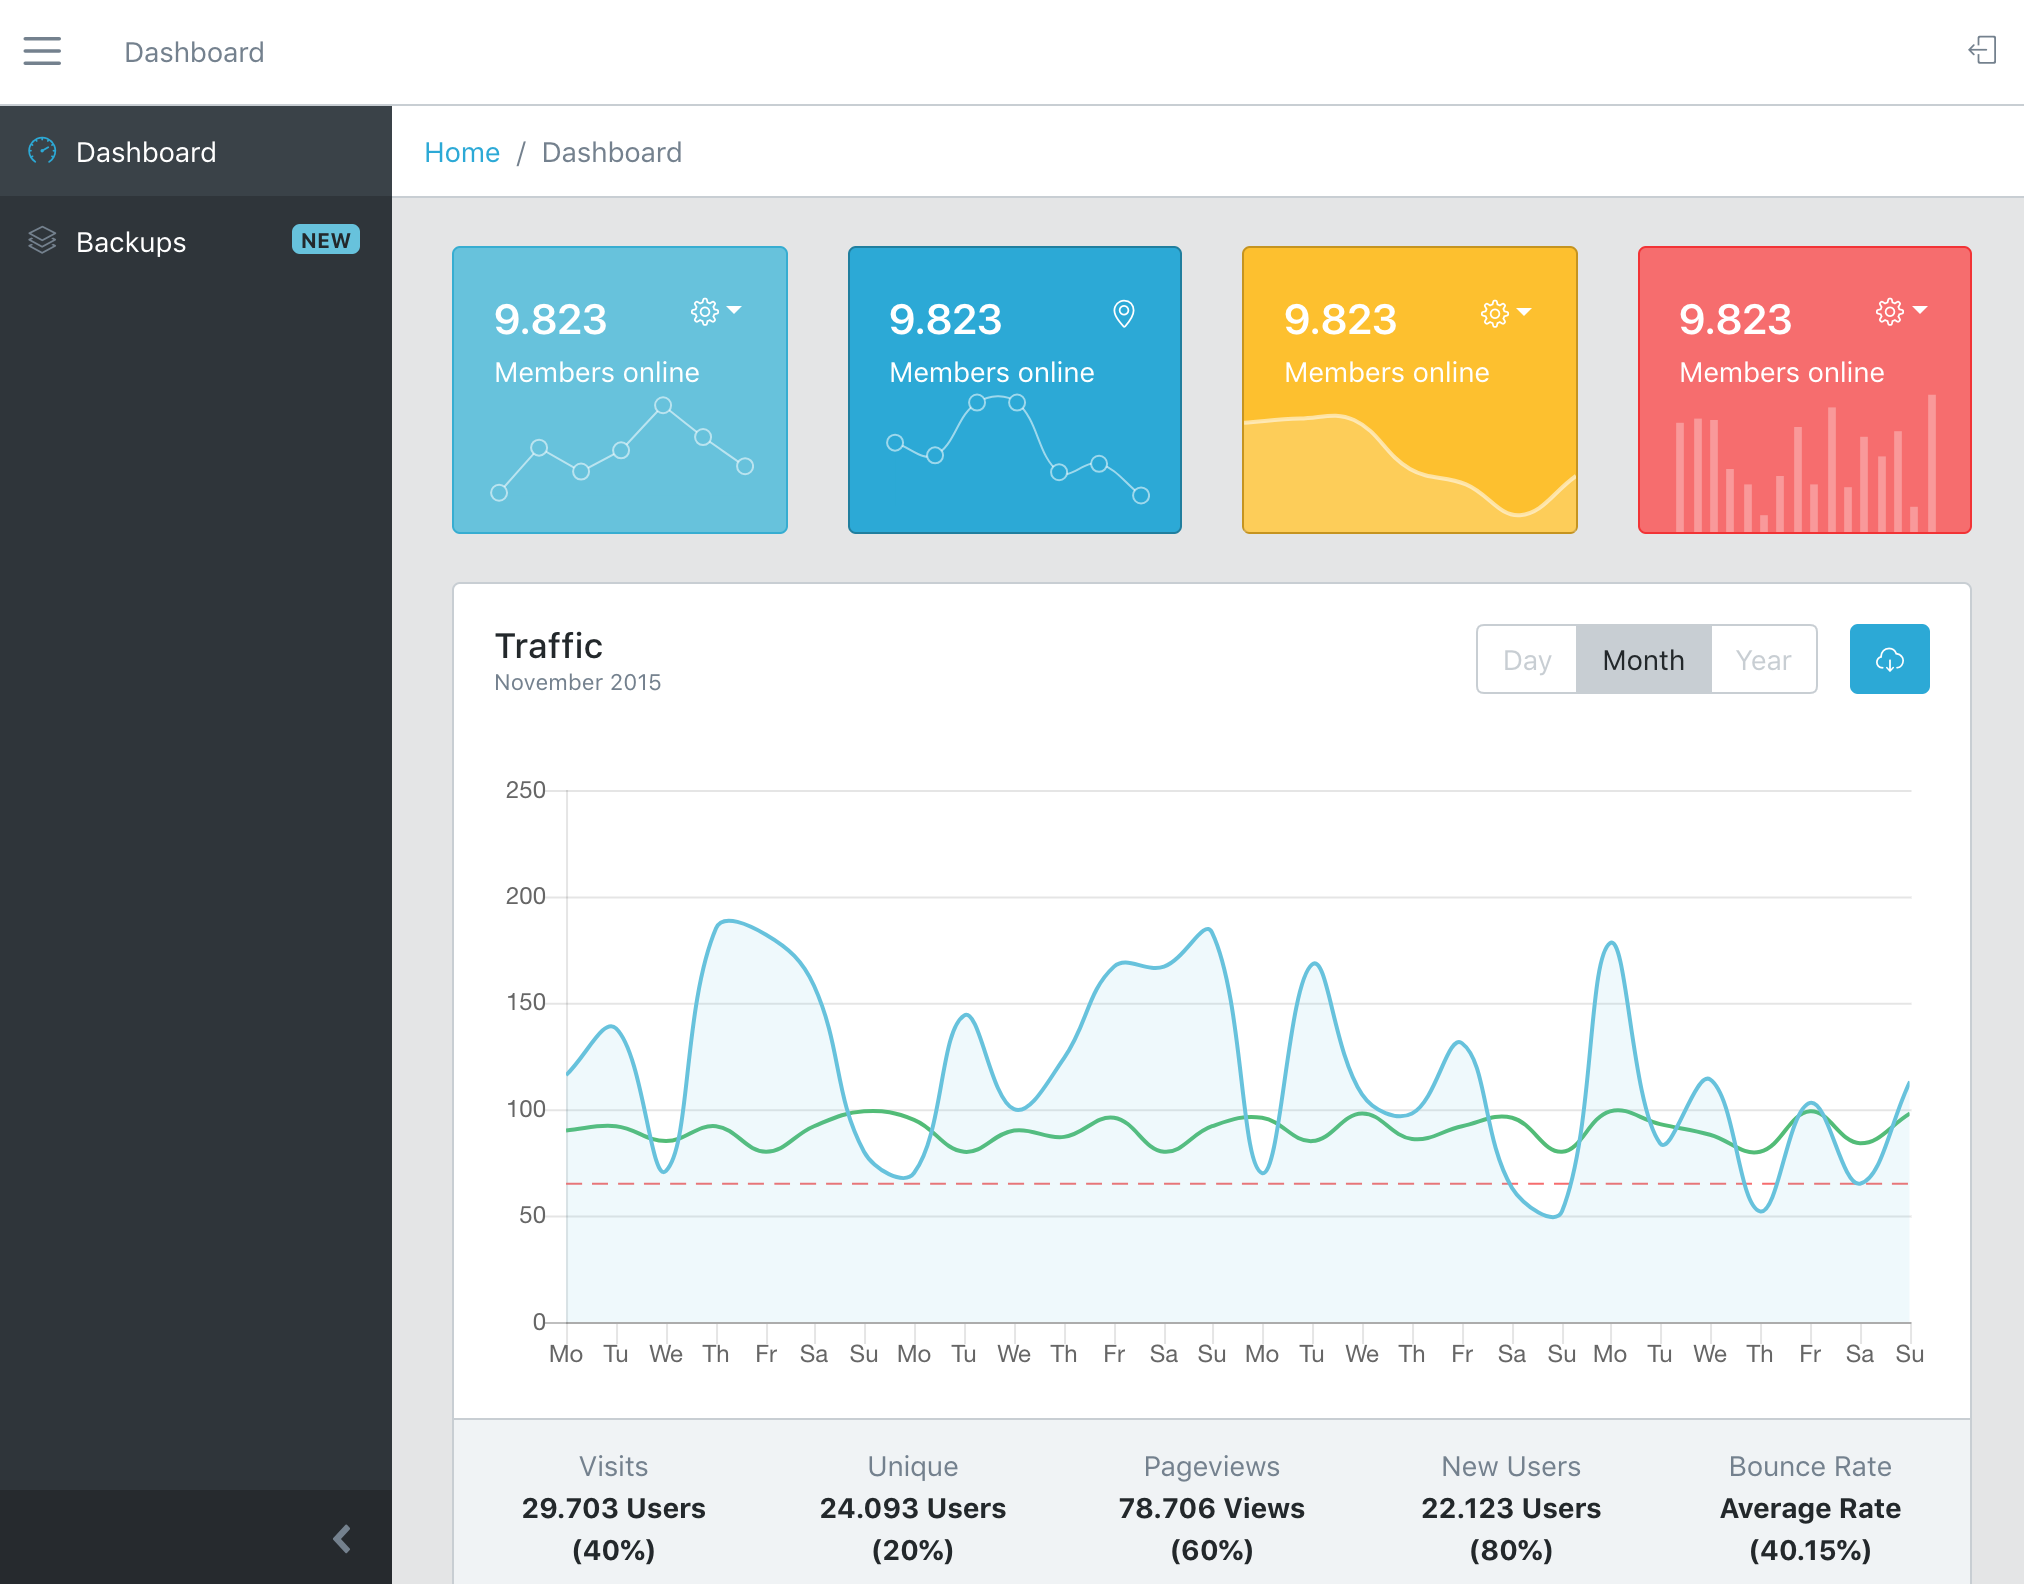 Dashboard
Dashboard
Backups NEW
Home / Dashboard
9.823
Members online
9.823
Members online
9.823
Members online
9.823
Members online
Traffic
November 2015
Day Month Year
250
200
150
100
50
0
Mo Tu We Th Fr Sa Su Mo Tu We Th Fr Sa Su Mo Tu We Th Fr Sa Su Mo Tu We Th Fr Sa Su
Visits
29.703 Users
(40%)
Unique
24.093 Users
(20%)
Pageviews
78.706 Views
(60%)
New Users
22.123 Users
(80%)
Bounce Rate
Average Rate
(40.15%)